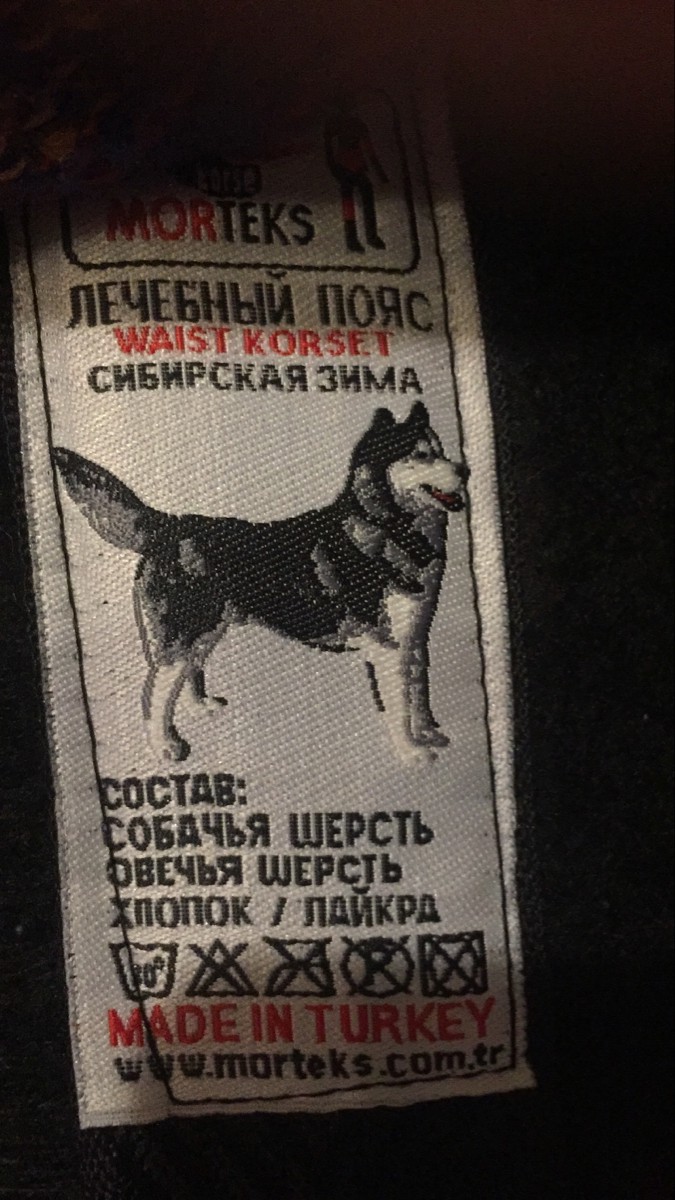 korse
MORTEKS
ЛЕЧЕБНЫЙ ПОЯС
WAIST KORSET
СИБИРСКАЯ ЗИМА
СОСТАВ:
СОБАЧЬЯ ШЕРСТЬ
ОВЕЧЬЯ ШЕРСТЬ
ХЛОПОК / ЛАЙКРА
30° P
MADE IN TURKEY
www.morteks.com.tr